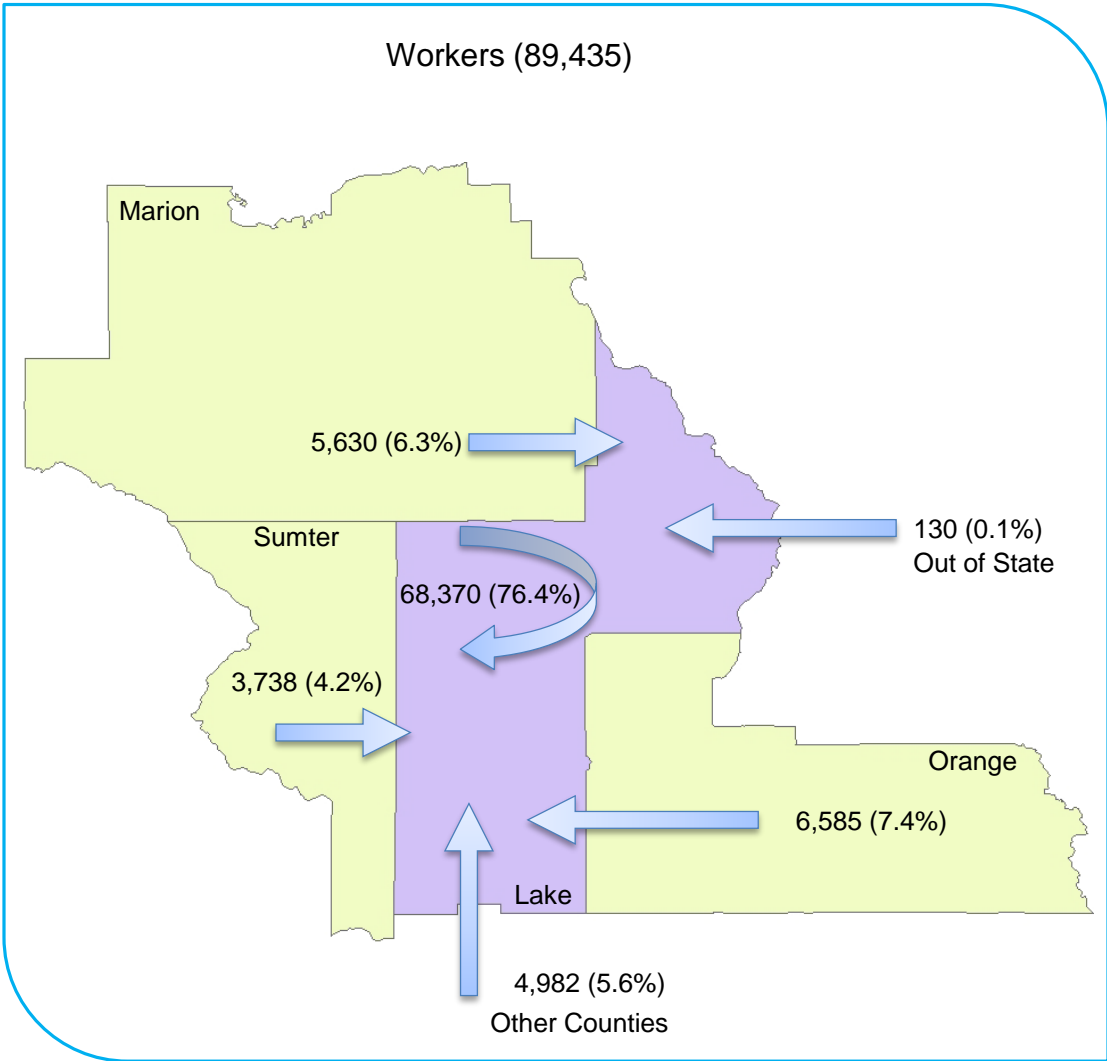 Workers (89,435)
Marion
5,630 (6.3%)
Sumter
130 (0.1%)
Out of State
68,370 (76.4%)
3,738 (4.2%)
Orange
6,585 (7.4%)
Lake
4,982 (5.6%)
Other Counties